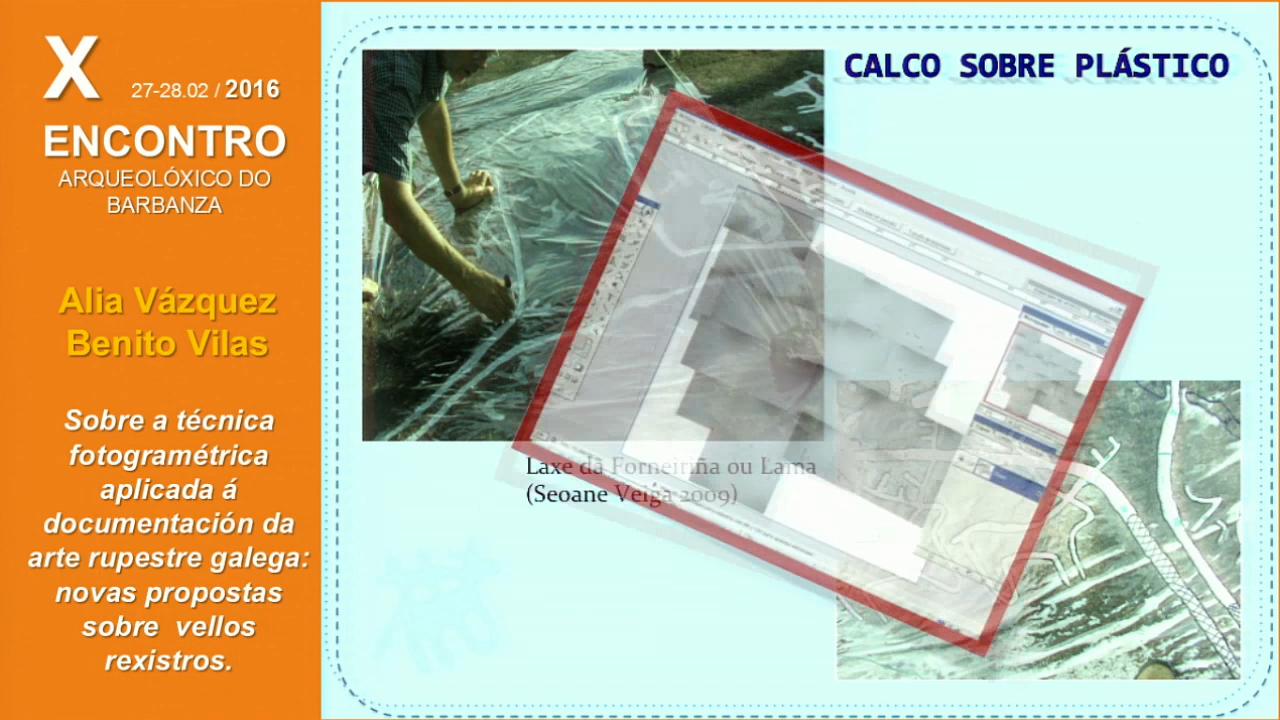 X
27-28.02 / 2016
ENCONTRO
ARQUEOLÓXICO DO
BARBANZA
Alia Vázquez
Benito Vilas
Sobre a técnica
fotogramétrica
aplicada á
documentación da
arte rupestre galega:
novas propostas
sobre vellos
rexistros.
CALCO SOBRE PLÁSTICO
Laxe da Forneiriña ou Lama
(Seoane Veiga 2009)